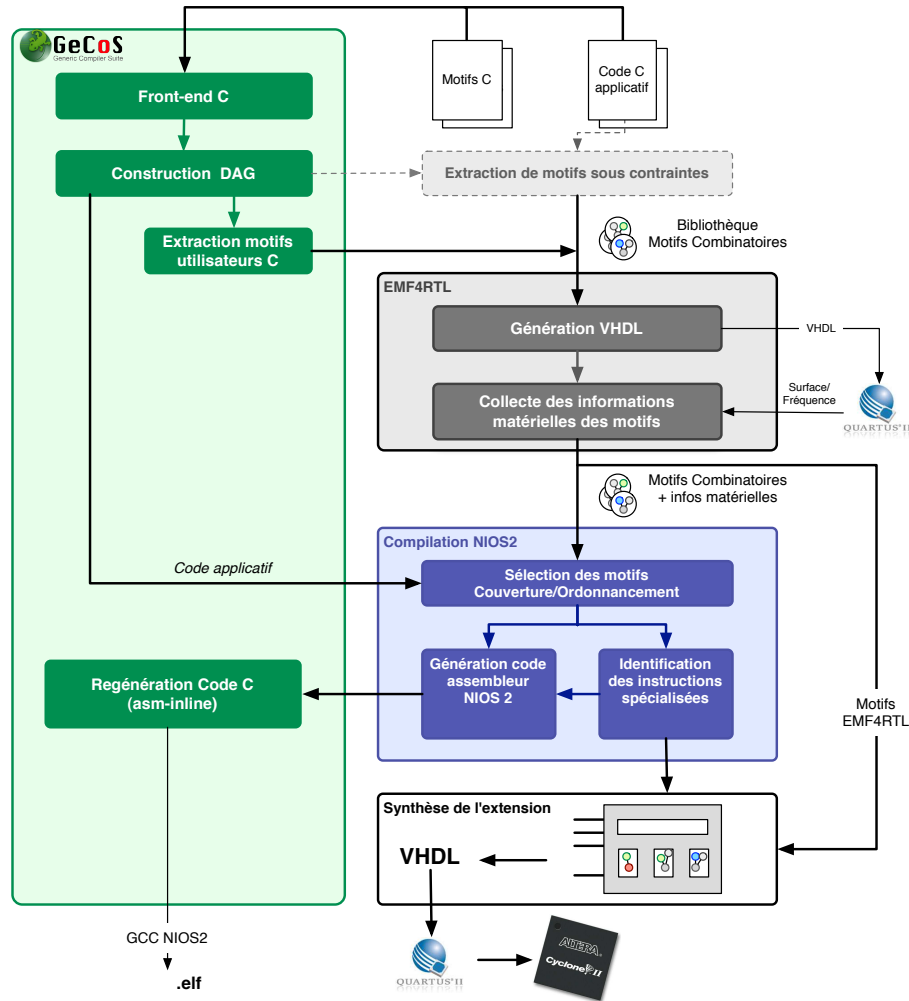 GeCoS
Generic Compiler Suite
Motifs C
Code C
applicatif
Front-end C
Construction DAG
Extraction de motifs sous contraintes
Extraction motifs
utilisateurs C
Bibliothèque
Motifs Combinatoires
EMF4RTL
Génération VHDL
VHDL
Collecte des informations
matérielles des motifs
Surface/
Fréquence
QUARTUS II
Motifs Combinatoires
+ infos matérielles
Compilation NIOS2
Code applicatif
Sélection des motifs
Couverture/Ordonnancement
Génération code
assembleur
NIOS 2
Identification
des instructions
spécialisées
Regénération Code C
(asm-inline)
Motifs
EMF4RTL
Synthèse de l'extension
VHDL
GCC NIOS2
.elf
QUARTUS II
ALTERA
Cyclone II